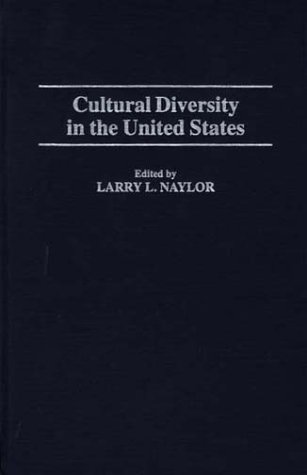 Cultural Diversity
in the United States
Edited by
LARRY L. NAYLOR